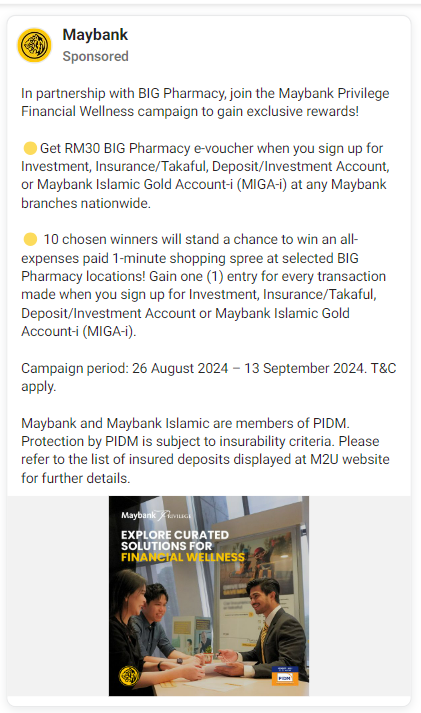 Maybank
Sponsored
In partnership with BIG Pharmacy, join the Maybank Privilege
Financial Wellness campaign to gain exclusive rewards!
🟡Get RM30 BIG Pharmacy e-voucher when you sign up for
Investment, Insurance/Takaful, Deposit/Investment Account,
or Maybank Islamic Gold Account-i (MIGA-i) at any Maybank
branches nationwide.
🟡 10 chosen winners will stand a chance to win an all-
expenses paid 1-minute shopping spree at selected BIG
Pharmacy locations! Gain one (1) entry for every transaction
made when you sign up for Investment, Insurance/Takaful,
Deposit/Investment Account or Maybank Islamic Gold
Account-i (MIGA-i).
Campaign period: 26 August 2024 – 13 September 2024. T&C
apply.
Maybank and Maybank Islamic are members of PIDM.
Protection by PIDM is subject to insurability criteria. Please
refer to the list of insured deposits displayed at M2U website
for further details.
Maybank PRIVILEGE
EXPLORE CURATED
SOLUTIONS FOR
FINANCIAL WELLNESS
PIDM